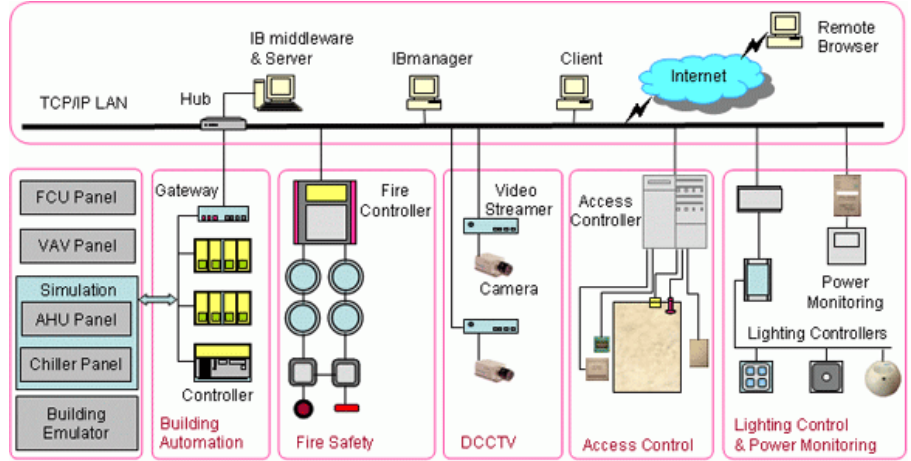 IB middleware
& Server
IBmanager
Client
Remote
Browser
Internet
TCP/IP LAN
Hub
FCU Panel
VAV Panel
Simulation
AHU Panel
Chiller Panel
Building
Emulator
Gateway
Controller
Building
Automation
Fire
Controller
Fire Safety
Video
Streamer
Camera
DCCTV
Access
Controller
Access Control
Power
Monitoring
Lighting Controllers
Lighting Control
& Power Monitoring